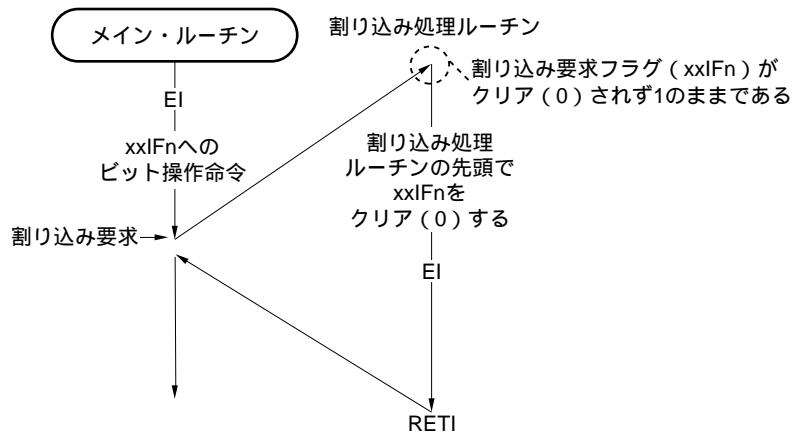 メイン・ルーチン
割り込み処理ルーチン
割り込み要求フラグ（xxIFn）が
クリア（0）されず1のままである
EI
xxIFnへの
ビット操作命令
割り込み処理
ルーチンの先頭で
xxIFnを
クリア（0）する
割り込み要求
EI
RETI